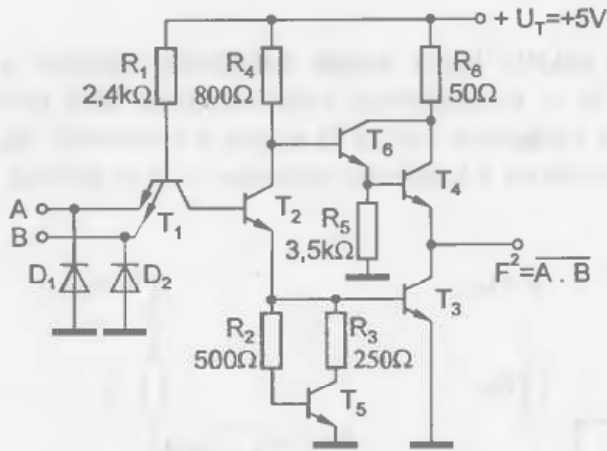 + U_T=+5V
R₁
2,4kΩ
R₄
800Ω
R₆
50Ω
T₆
T₄
A
B
T₁
T₂
R₅
3,5kΩ
F²=A̅ ̅.̅ ̅B̅
D₁
D₂
T₃
R₂
500Ω
R₃
250Ω
T₅